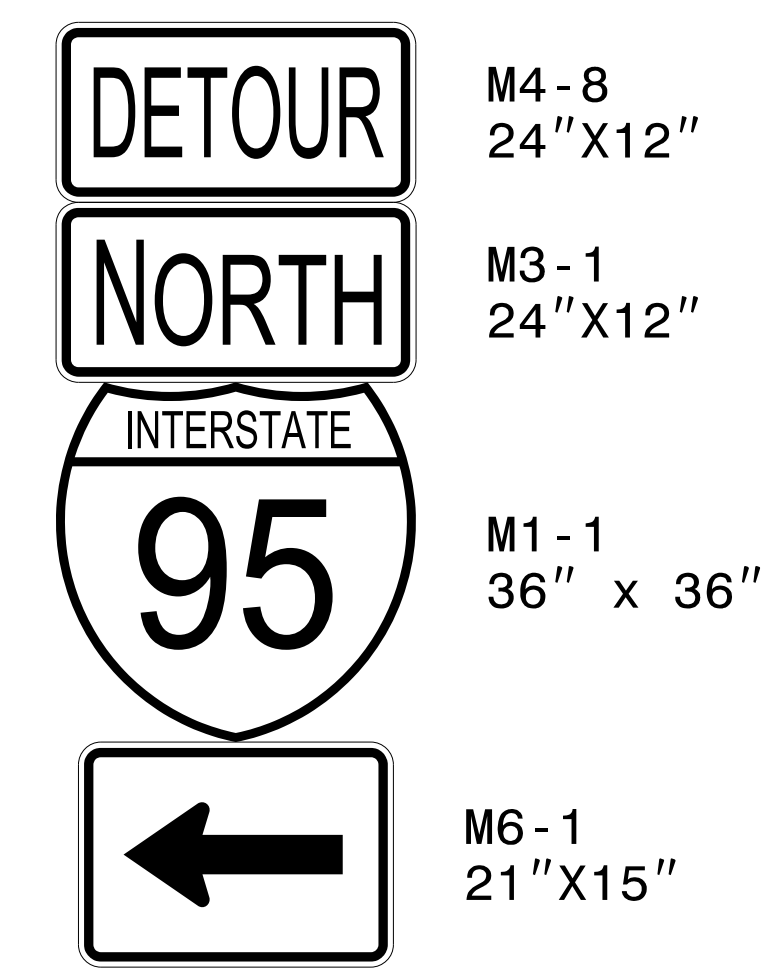 DETOUR
M4-8
24"X12"
NORTH
M3-1
24"X12"
INTERSTATE
95
M1-1
36" x 36"
M6-1
21"X15"